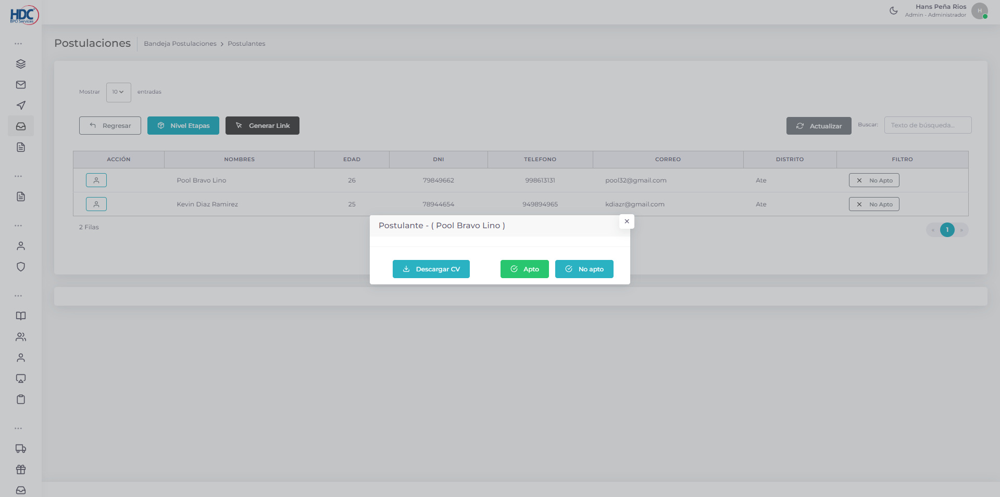 HDC
BPO Services
Hans Peña Rios
Admin - Administrador
H
Postulaciones
Bandeja Postulaciones > Postulantes
Mostrar 10 entradas
Regresar Nivel Etapas Generar Link Actualizar Buscar: Texto de búsqueda...
ACCIÓN NOMBRES EDAD DNI TELEFONO CORREO DISTRITO FILTRO
Pool Bravo Lino 26 79849662 998613131 pool32@gmail.com Ate No Apto
Kevin Diaz Ramirez 25 78944654 949894965 kdiazr@gmail.com Ate No Apto
2 Filas
« 1 »
Postulante - ( Pool Bravo Lino )
Descargar CV Apto No apto